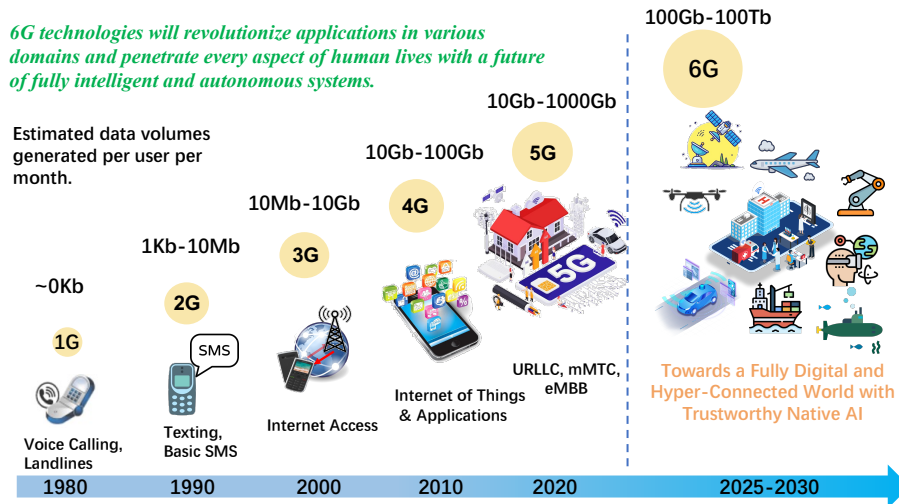 6G technologies will revolutionize applications in various
domains and penetrate every aspect of human lives with a future
of fully intelligent and autonomous systems.
Estimated data volumes
generated per user per
month.
~0Kb
1G
Voice Calling,
Landlines
1980
1Kb-10Mb
2G
SMS
Texting,
Basic SMS
1990
10Mb-10Gb
3G
Internet Access
2000
10Gb-100Gb
4G
Internet of Things
& Applications
2010
10Gb-1000Gb
5G
5G
URLLC, mMTC,
eMBB
2020
100Gb-100Tb
6G
H
Towards a Fully Digital and
Hyper-Connected World with
Trustworthy Native AI
2025-2030